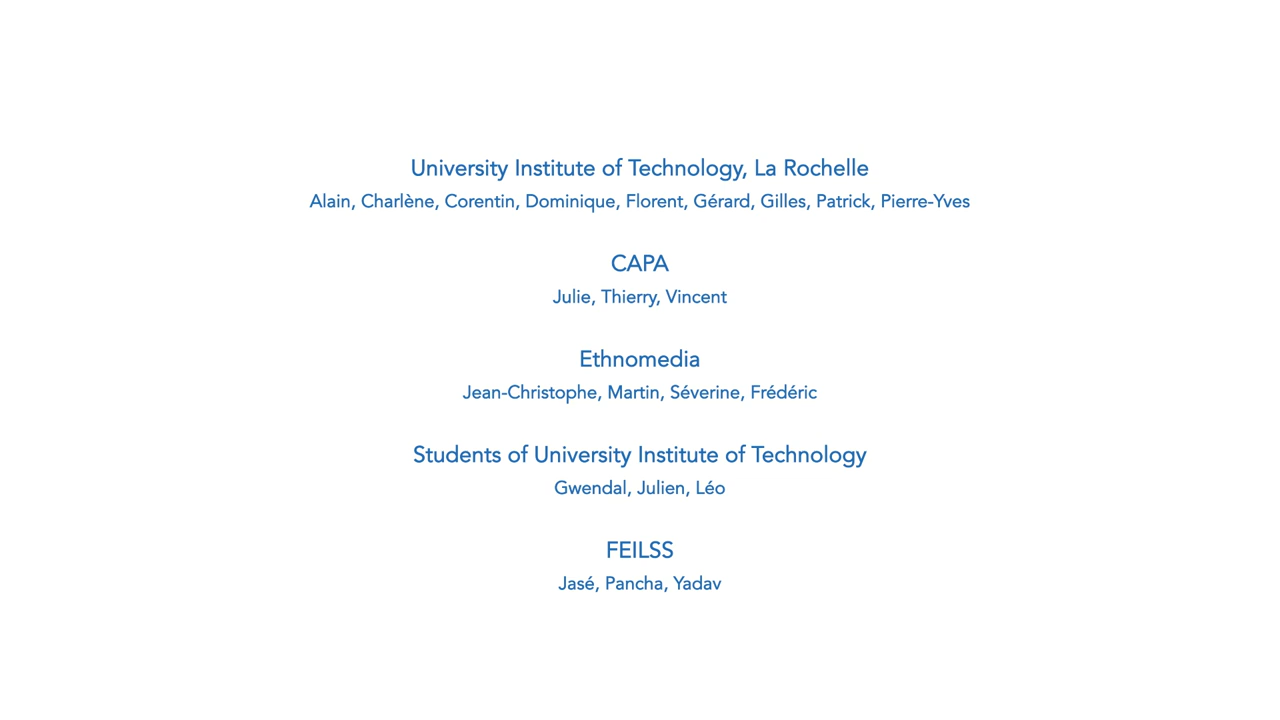 University Institute of Technology, La Rochelle
Alain, Charlène, Corentin, Dominique, Florent, Gérard, Gilles, Patrick, Pierre-Yves
CAPA
Julie, Thierry, Vincent
Ethnomedia
Jean-Christophe, Martin, Séverine, Frédéric
Students of University Institute of Technology
Gwendal, Julien, Léo
FEILSS
Jasé, Pancha, Yadav